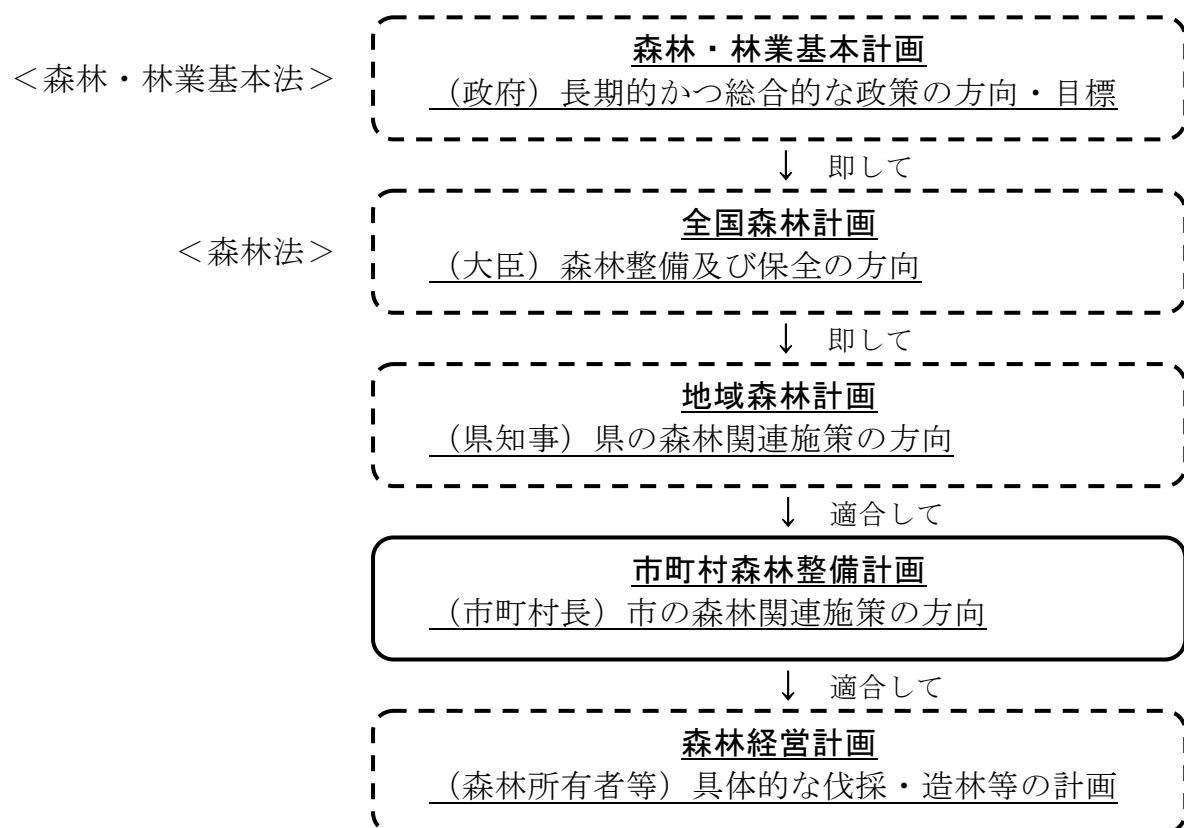 森林・林業基本計画
＜森林・林業基本法＞
（政府）長期的かつ総合的な政策の方向・目標
↓ 即して
全国森林計画
＜森林法＞
（大臣）森林整備及び保全の方向
↓ 即して
地域森林計画
（県知事）県の森林関連施策の方向
↓ 適合して
市町村森林整備計画
（市町村長）市の森林関連施策の方向
↓ 適合して
森林経営計画
（森林所有者等）具体的な伐採・造林等の計画